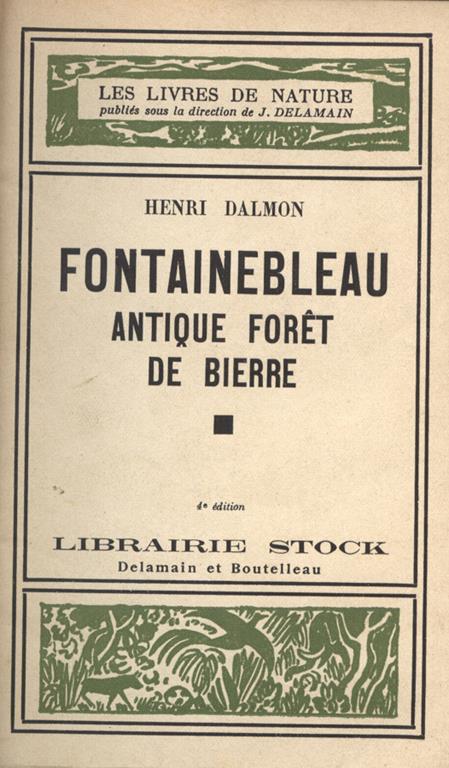 LES LIVRES DE NATURE
publiés sous la direction de J. DELAMAIN
HENRI DALMON
FONTAINEBLEAU
ANTIQUE FORÊT
DE BIERRE
4e édition
LIBRAIRIE STOCK
Delamain et Boutelleau